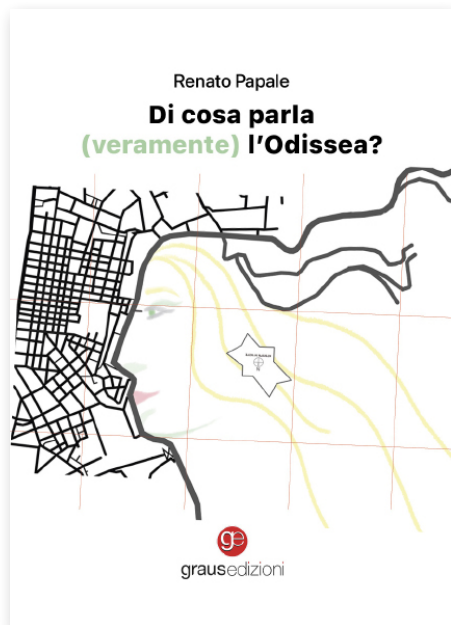 Renato Papale
Di cosa parla
(veramente) l'Odissea?
ge
grausedizioni